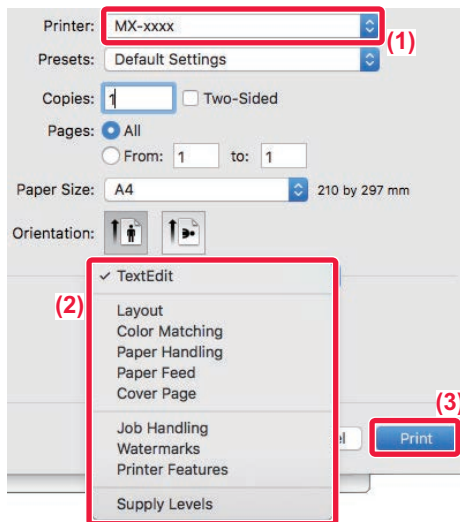 Printer: MX-xxxx
(1)
Presets: Default Settings
Copies: 1 Two-Sided
Pages: All
From: 1 to: 1
Paper Size: A4 210 by 297 mm
Orientation:
(2)
✓ TextEdit
Layout
Color Matching
Paper Handling
Paper Feed
Cover Page
Job Handling
Watermarks
Printer Features
Supply Levels
(3)
Print